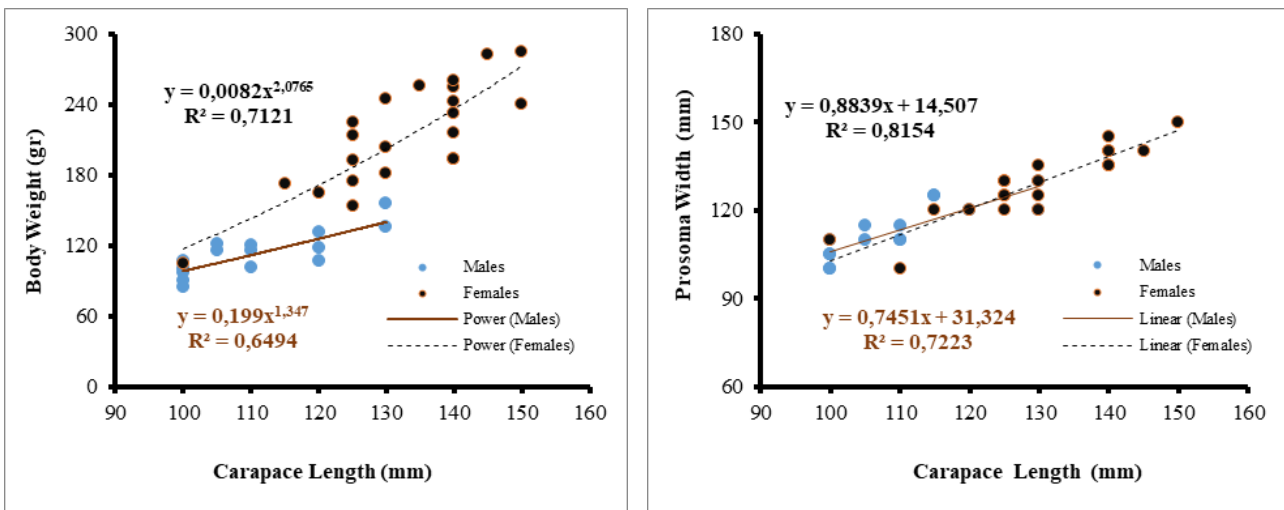 300
240
180
120
60
0
Body Weight (gr)
y = 0,0082x^2,0765
R² = 0,7121
y = 0,199x^1,347
R² = 0,6494
Males
Females
Power (Males)
Power (Females)
90 100 110 120 130 140 150 160
Carapace Length (mm)
180
150
120
90
60
Prosoma Width (mm)
y = 0,8839x + 14,507
R² = 0,8154
y = 0,7451x + 31,324
R² = 0,7223
Males
Females
Linear (Males)
Linear (Females)
90 100 110 120 130 140 150 160
Carapace Length (mm)